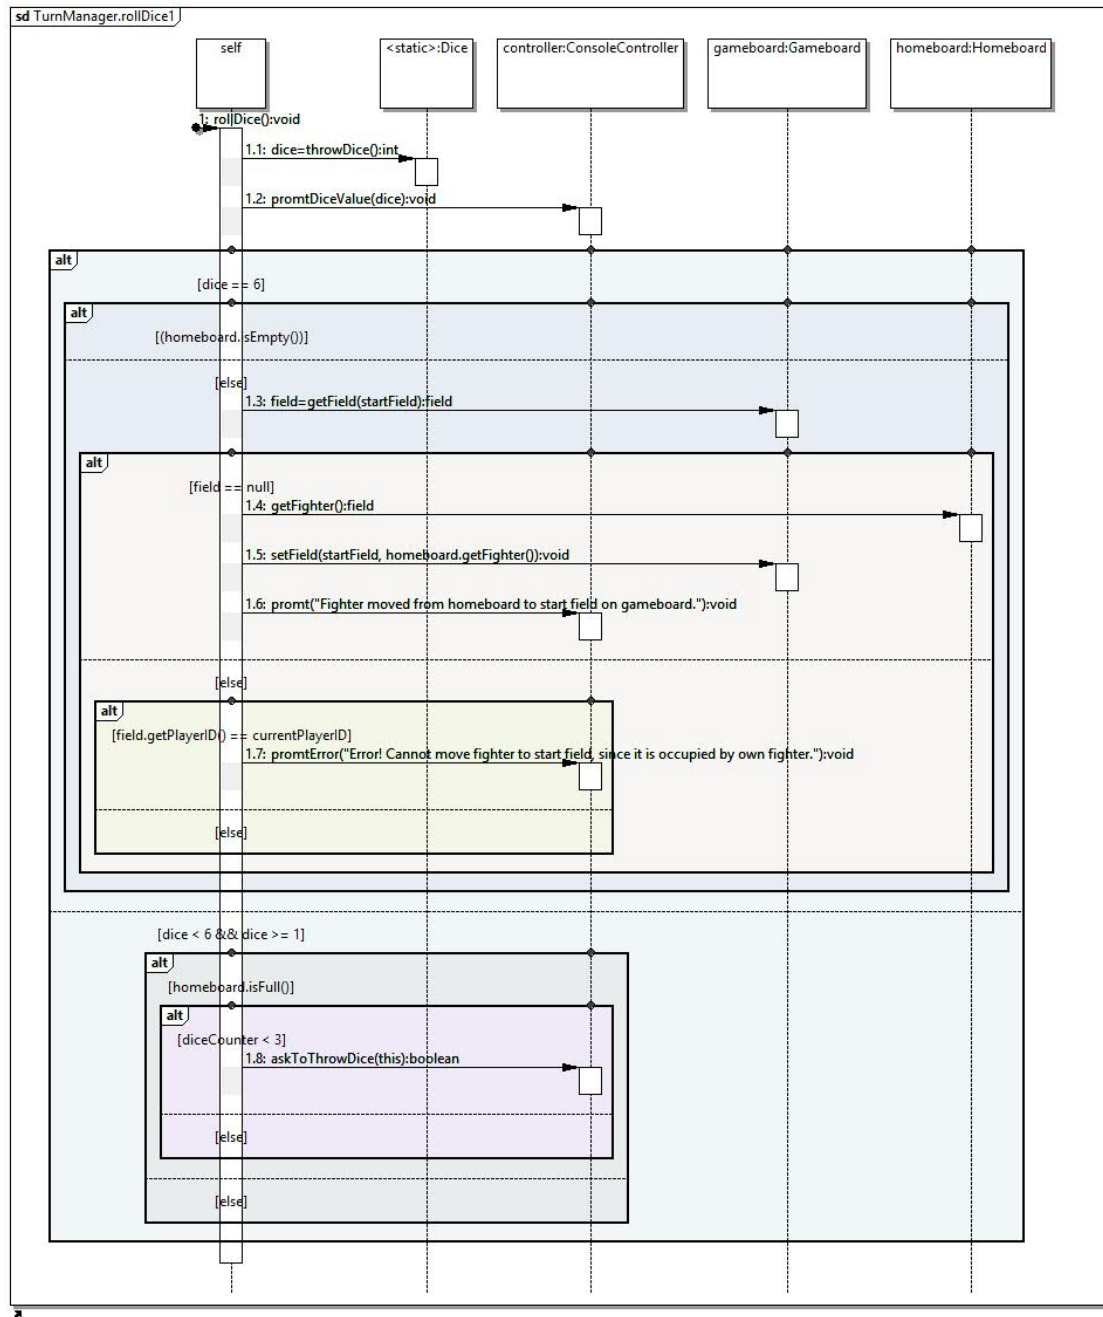 sd TurnManager.rollDice1
self
<static>:Dice
controller:ConsoleController
gameboard:Gameboard
homeboard:Homeboard
1: rollDice():void
1.1: dice=throwDice():int
1.2: promtDiceValue(dice):void
alt
[dice == 6]
alt
[(homeboard.isEmpty())]
[else]
1.3: field=getField(startField):field
alt
[field == null]
1.4: getFighter():field
1.5: setField(startField, homeboard.getFighter()):void
1.6: promt("Fighter moved from homeboard to start field on gameboard."):void
[else]
alt
[field.getPlayerID() == currentPlayerID]
1.7: promtError("Error! Cannot move fighter to start field, since it is occupied by own fighter."):void
[else]
[dice < 6 && dice >= 1]
alt
[homeboard.isFull()]
alt
[diceCounter < 3]
1.8: askToThrowDice(this):boolean
[else]
[else]